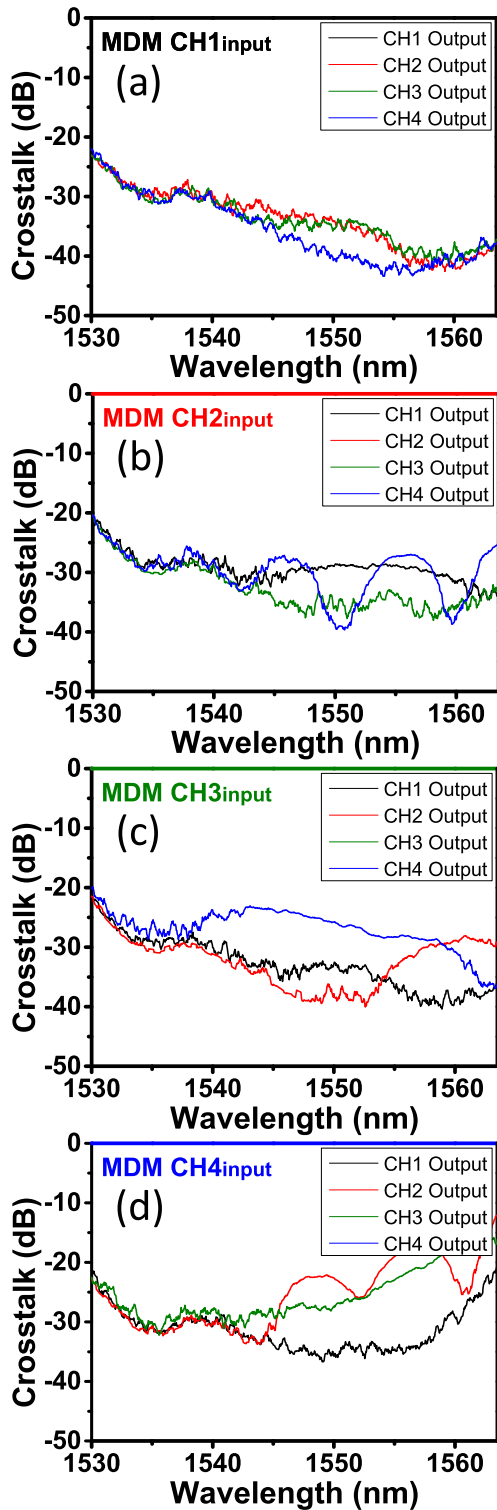 0
-10
-20
-30
-40
-50
Crosstalk (dB)
MDM CH1input
(a)
CH1 Output
CH2 Output
CH3 Output
CH4 Output
1530 1540 1550 1560
Wavelength (nm)
0
-10
-20
-30
-40
-50
Crosstalk (dB)
MDM CH2input
(b)
CH1 Output
CH2 Output
CH3 Output
CH4 Output
1530 1540 1550 1560
Wavelength (nm)
0
-10
-20
-30
-40
-50
Crosstalk (dB)
MDM CH3input
(c)
CH1 Output
CH2 Output
CH3 Output
CH4 Output
1530 1540 1550 1560
Wavelength (nm)
0
-10
-20
-30
-40
-50
Crosstalk (dB)
MDM CH4input
(d)
CH1 Output
CH2 Output
CH3 Output
CH4 Output
1530 1540 1550 1560
Wavelength (nm)